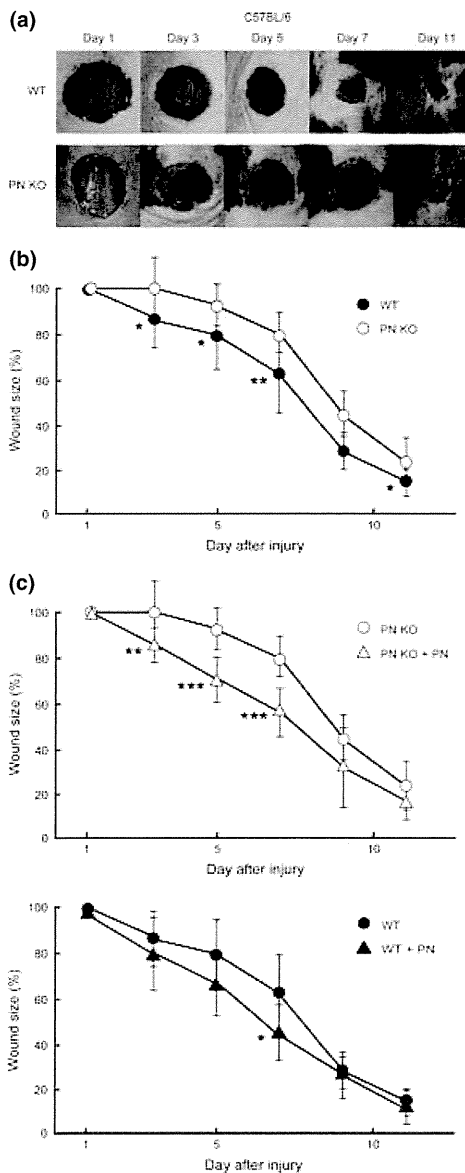 (a)
C57BL/6
Day 1 Day 3 Day 5 Day 7 Day 11
WT
PN KO
(b)
100
80
60
40
20
0
Wound size (%)
WT
PN KO
*
*
**
*
1 5 10
Day after injury
(c)
100
80
60
40
20
0
Wound size (%)
PN KO
PN KO + PN
**
***
***
1 5 10
Day after injury
100
80
60
40
20
0
Wound size (%)
WT
WT + PN
*
1 5 10
Day after injury